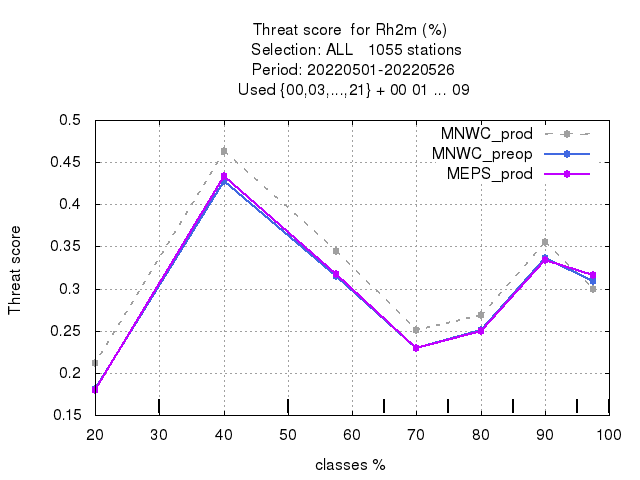 Threat score for Rh2m (%)
Selection: ALL 1055 stations
Period: 20220501-20220526
Used {00,03,...,21} + 00 01 ... 09
MNWC_prod
MNWC_preop
MEPS_prod
Threat score
0.5
0.45
0.4
0.35
0.3
0.25
0.2
0.15
20 30 40 50 60 70 80 90 100
classes %